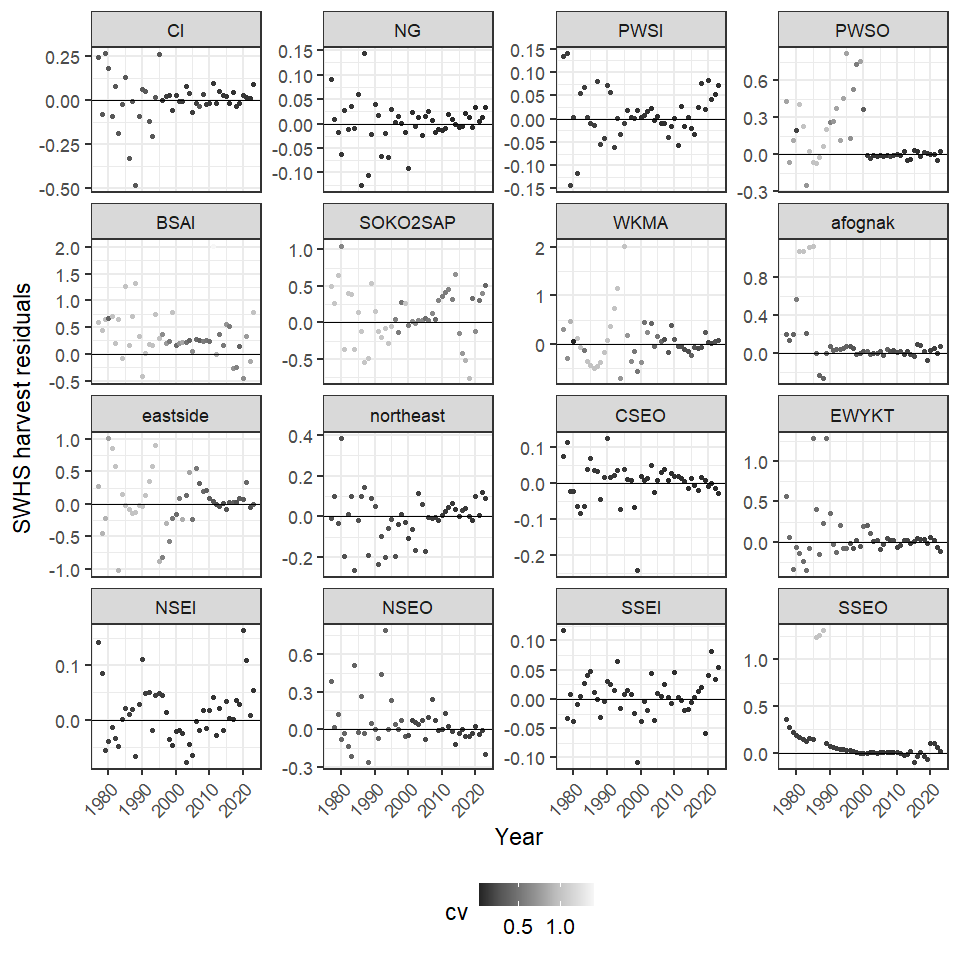 CI NG PWSI PWSO
0.25 0.00 -0.25 -0.50
0.15 0.10 0.05 0.00 -0.05 -0.10
0.15 0.10 0.05 0.00 -0.05 -0.10 -0.15
0.6 0.3 0.0 -0.3
BSAI SOKO2SAP WKMA afognak
2.0 1.5 1.0 0.5 0.0 -0.5
1.0 0.5 0.0 -0.5
2 1 0
0.8 0.4 0.0
eastside northeast CSEO EWYKT
1.0 0.5 0.0 -0.5 -1.0
0.4 0.2 0.0 -0.2
0.1 0.0 -0.1 -0.2
1.0 0.5 0.0
NSEI NSEO SSEI SSEO
0.1 0.0
0.6 0.3 0.0 -0.3
0.10 0.05 0.00 -0.05 -0.10
1.0 0.5 0.0
1980 1990 2000 2010 2020 1980 1990 2000 2010 2020 1980 1990 2000 2010 2020 1980 1990 2000 2010 2020
SWHS harvest residuals
Year
cv
0.5 1.0